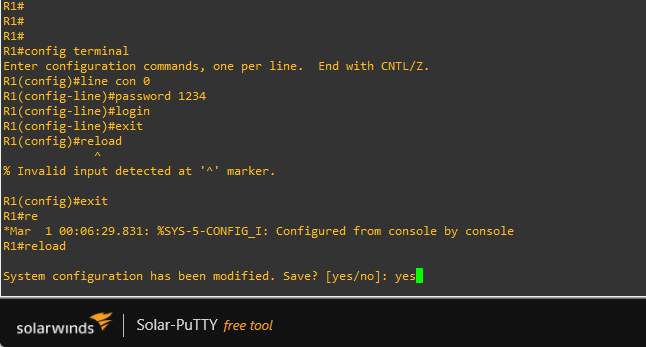 R1#
R1#
R1#
R1#config terminal
Enter configuration commands, one per line.  End with CNTL/Z.
R1(config)#line con 0
R1(config-line)#password 1234
R1(config-line)#login
R1(config-line)#exit
R1(config)#reload
             ^
% Invalid input detected at '^' marker.

R1(config)#exit
R1#re
*Mar  1 00:06:29.831: %SYS-5-CONFIG_I: Configured from console by console
R1#reload

System configuration has been modified. Save? [yes/no]: yes
solarwinds Solar-PuTTY free tool